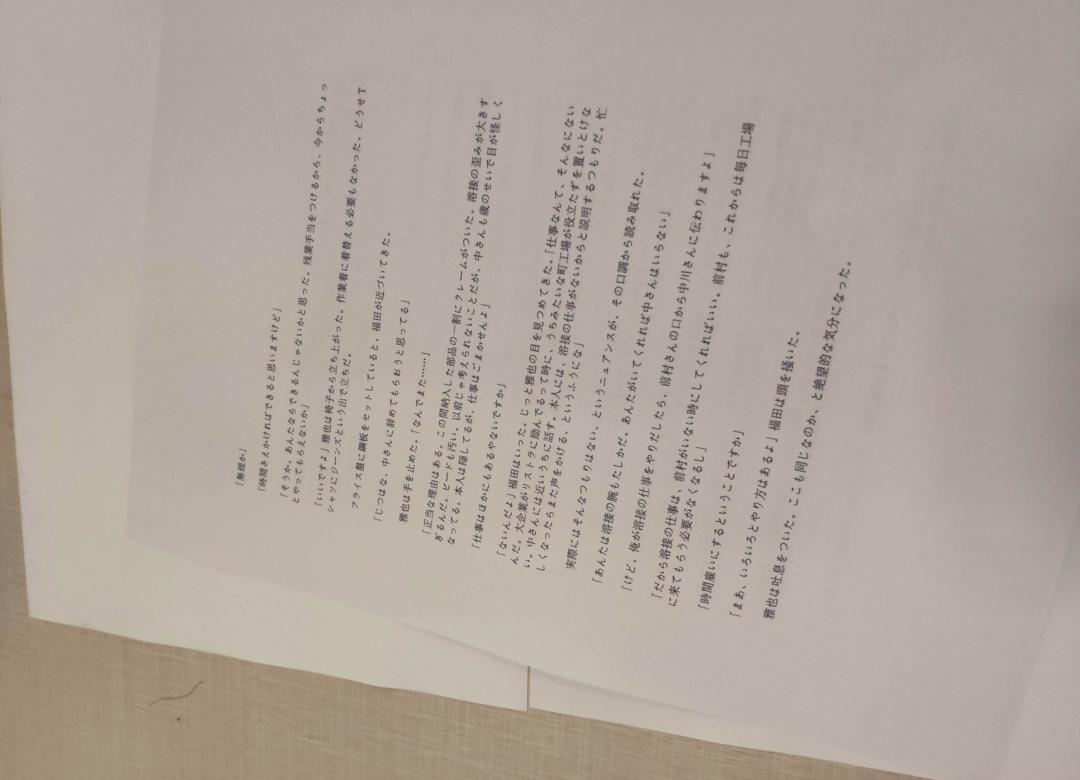 「無理か」
「時間さえかければできると思いますけど」
「そうか。あんたならできるんじゃないかと思った。残業手当をつけるから、今からちょっ
とやってもらえないか」
「いいですよ」雅也は椅子から立ち上がった。作業着に着替える必要もなかった。どうせT
シャツにジーンズという出で立ちだ。
フライス盤に鋼板をセットしていると、福田が近づいてきた。
「じつはな、中さんに辞めてもらおうと思ってる」
雅也は手を止めた。「なんでまた……」
「正当な理由はある。この間納入した部品の一割にクレームがついた。溶接の歪みが大きす
ぎるんだ。ビードも汚い。以前じゃ考えられないことだが、中さんも歳のせいで目が怪しく
なってる。本人は隠してるが、仕事はごまかせんよ」
「仕事はほかにもあるやないですか」
「ないんだよ」福田はいった。じっと雅也の目を見つめてきた。「仕事なんて、そんなにない
んだ。大企業がリストラに励んでるって時に、うちみたいな町工場が役立たずを置いとけな
い。中さんには近いうちに話す。本人には、溶接の仕事がないからと説明するつもりだ。忙
しくなったらまた声をかける、というふうにな」
実際にはそんなつもりはない、というニュアンスが、その口調から読み取れた。
「あんたは溶接の腕もたしかだ。あんたがいてくれれば中さんはいらない」
「けど、俺が溶接の仕事をやりだしたら、前村さんの口から中川さんに伝わりますよ」
「だから溶接の仕事は、前村がいない時にしてくれればいい。前村も、これからは毎日工場
に来てもらう必要がなくなるし」
「時間雇いにするということですか」
「まあ、いろいろとやり方はあるよ」福田は頭を掻いた。
雅也は吐息をついた。ここも同じなのか、と絶望的な気分になった。